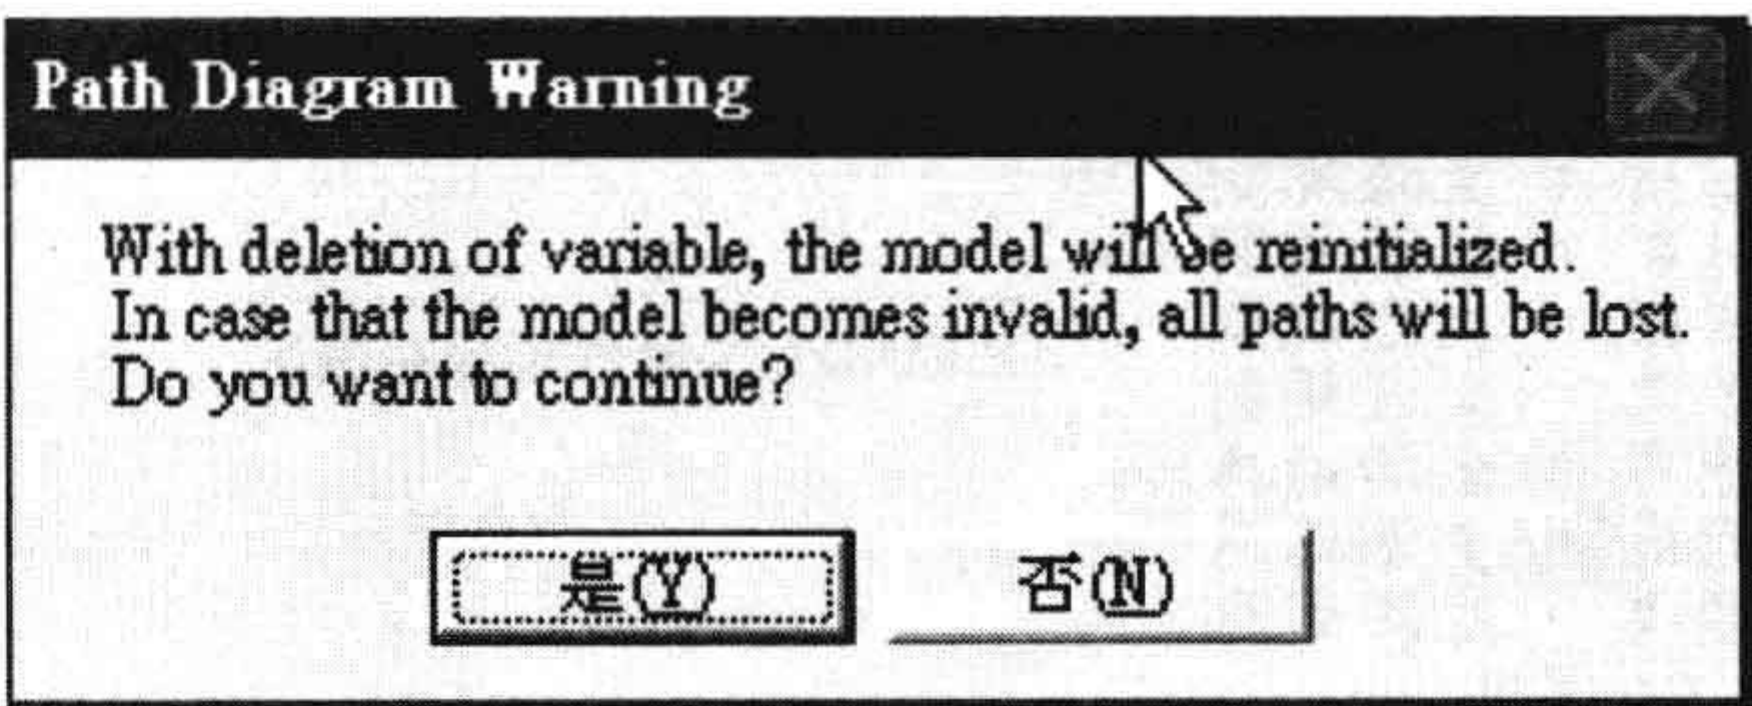 Path Diagram Warning
With deletion of variable, the model will be reinitialized.
In case that the model becomes invalid, all paths will be lost.
Do you want to continue?
是(Y) 否(N)